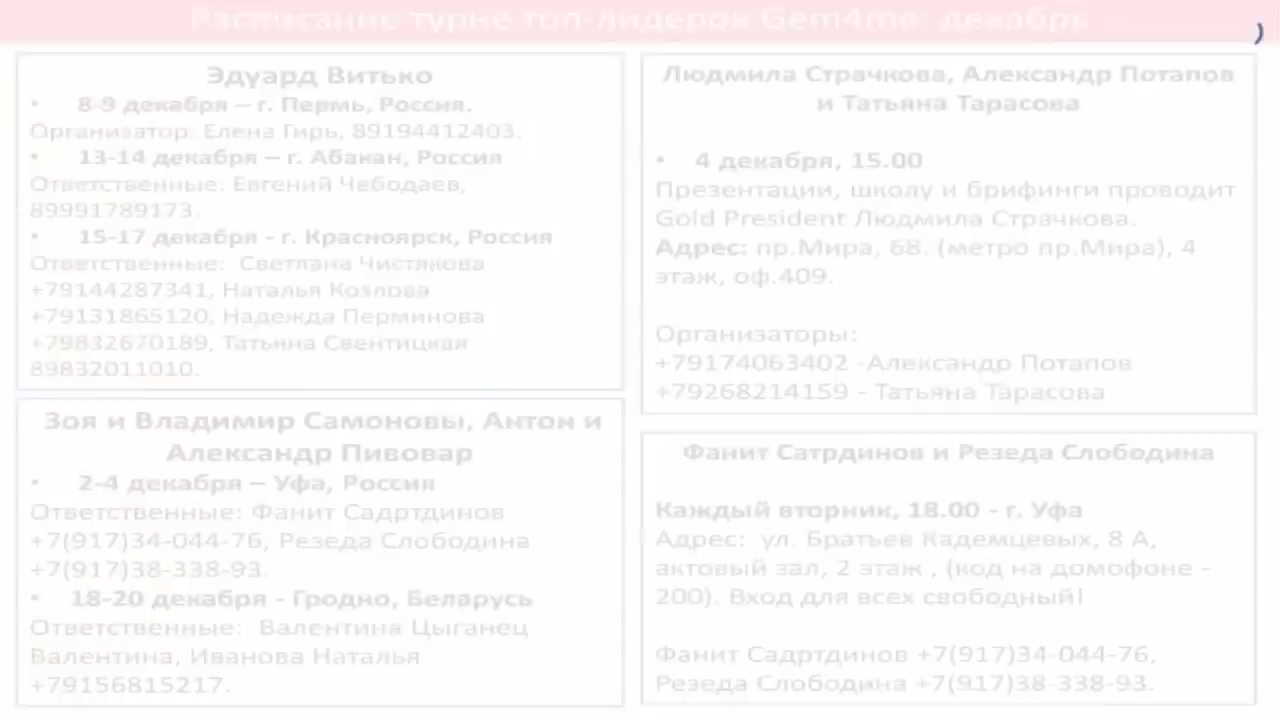 Расписание турне топ-лидеров Gem4me: декабрь
)
Эдуард Витько
• 8-9 декабря – г. Пермь, Россия.
Организатор: Елена Гирь, 89194412403.
• 13-14 декабря – г. Абакан, Россия
Ответственные: Евгений Чебодаев,
89991789173.
• 15-17 декабря - г. Красноярск, Россия
Ответственные: Светлана Чистякова
+79144287341, Наталья Козлова
+79131865120, Надежда Перминова
+79832670189, Татьяна Свентицкая
89832011010.
Зоя и Владимир Самоновы, Антон и
Александр Пивовар
• 2-4 декабря – Уфа, Россия
Ответственные: Фанит Садртдинов
+7(917)34-044-76, Резеда Слободина
+7(917)38-338-93.
• 18-20 декабря - Гродно, Беларусь
Ответственные: Валентина Цыганец
Валентина, Иванова Наталья
+79156815217.
Людмила Страчкова, Александр Потапов
и Татьяна Тарасова
• 4 декабря, 15.00
Презентации, школу и брифинги проводит
Gold President Людмила Страчкова.
Адрес: пр.Мира, 68. (метро пр.Мира), 4
этаж, оф.409.
Организаторы:
+79174063402 -Александр Потапов
+79268214159 - Татьяна Тарасова
Фанит Сатрдинов и Резеда Слободина
Каждый вторник, 18.00 - г. Уфа
Адрес: ул. Братьев Кадемцевых, 8 А,
актовый зал, 2 этаж , (код на домофоне -
200). Вход для всех свободный!
Фанит Садртдинов +7(917)34-044-76,
Резеда Слободина +7(917)38-338-93.